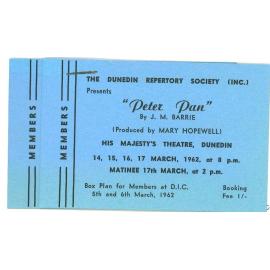 MEMBERS
MEMBERS
THE DUNEDIN REPERTORY SOCIETY (INC.)
Presents
"Peter Pan"
By J. M. BARRIE
(Produced by MARY HOPEWELL)
HIS MAJESTY'S THEATRE, DUNEDIN
14, 15, 16, 17 MARCH, 1962, at 8 p.m.
MATINEE 17th MARCH, at 2 p.m.
Box Plan for Members at D.I.C. Booking
5th and 6th March, 1962 Fee 1/-